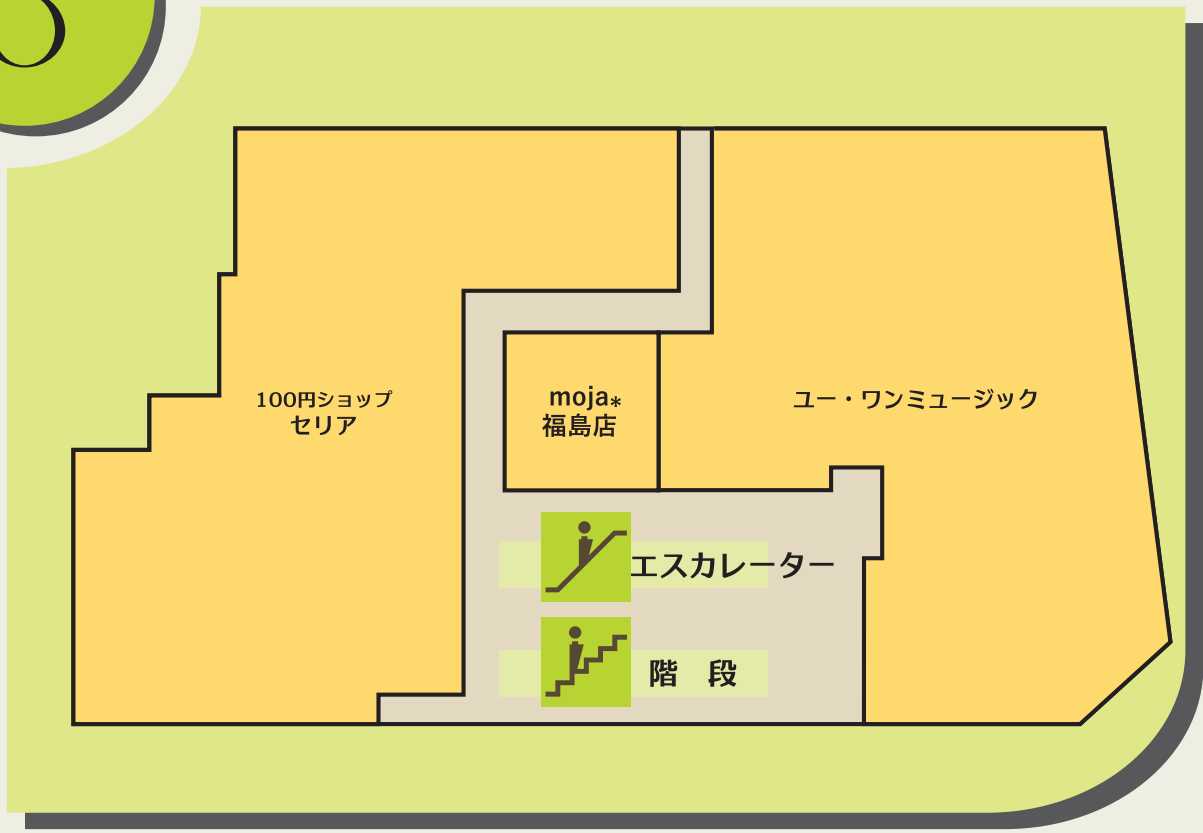 100円ショップ
セリア
moja*
福島店
ユー・ワンミュージック
エスカレーター
階　段